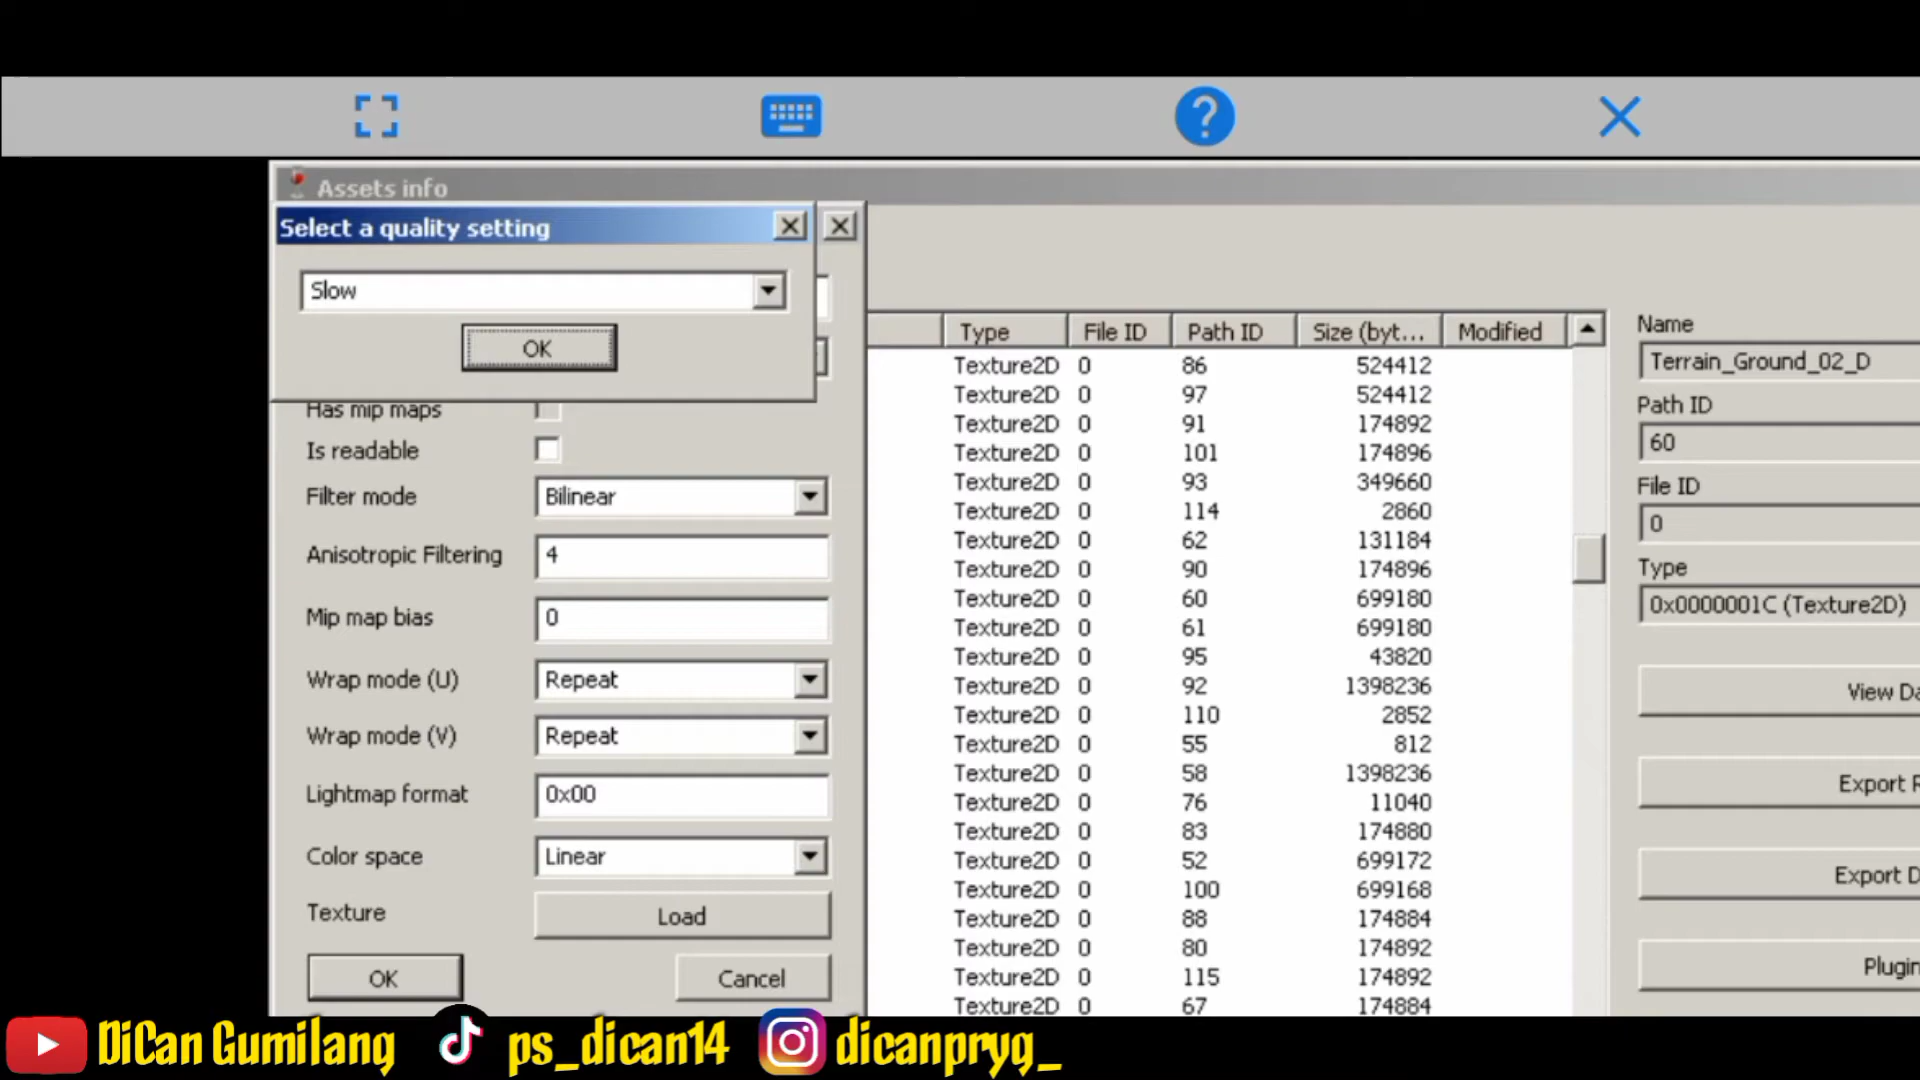 Assets info
Select a quality setting
Slow
OK
Has mip maps
Is readable
Filter mode Bilinear
Anisotropic Filtering 4
Mip map bias 0
Wrap mode (U) Repeat
Wrap mode (V) Repeat
Lightmap format 0x00
Color space Linear
Texture Load
OK Cancel
Type File ID Path ID Size (byt... Modified
Texture2D 0 86 524412
Texture2D 0 97 524412
Texture2D 0 91 174892
Texture2D 0 101 174896
Texture2D 0 93 349660
Texture2D 0 114 2860
Texture2D 0 62 131184
Texture2D 0 90 174896
Texture2D 0 60 699180
Texture2D 0 61 699180
Texture2D 0 95 43820
Texture2D 0 92 1398236
Texture2D 0 110 2852
Texture2D 0 55 812
Texture2D 0 58 1398236
Texture2D 0 76 11040
Texture2D 0 83 174880
Texture2D 0 52 699172
Texture2D 0 100 699168
Texture2D 0 88 174884
Texture2D 0 80 174892
Texture2D 0 115 174892
Texture2D 0 67 174884
Name
Terrain_Ground_02_D
Path ID
60
File ID
0
Type
0x0000001C (Texture2D)
View Da
Export R
Export D
Plugin
DiCan Gumilang ps_dican14 dicanpryg_